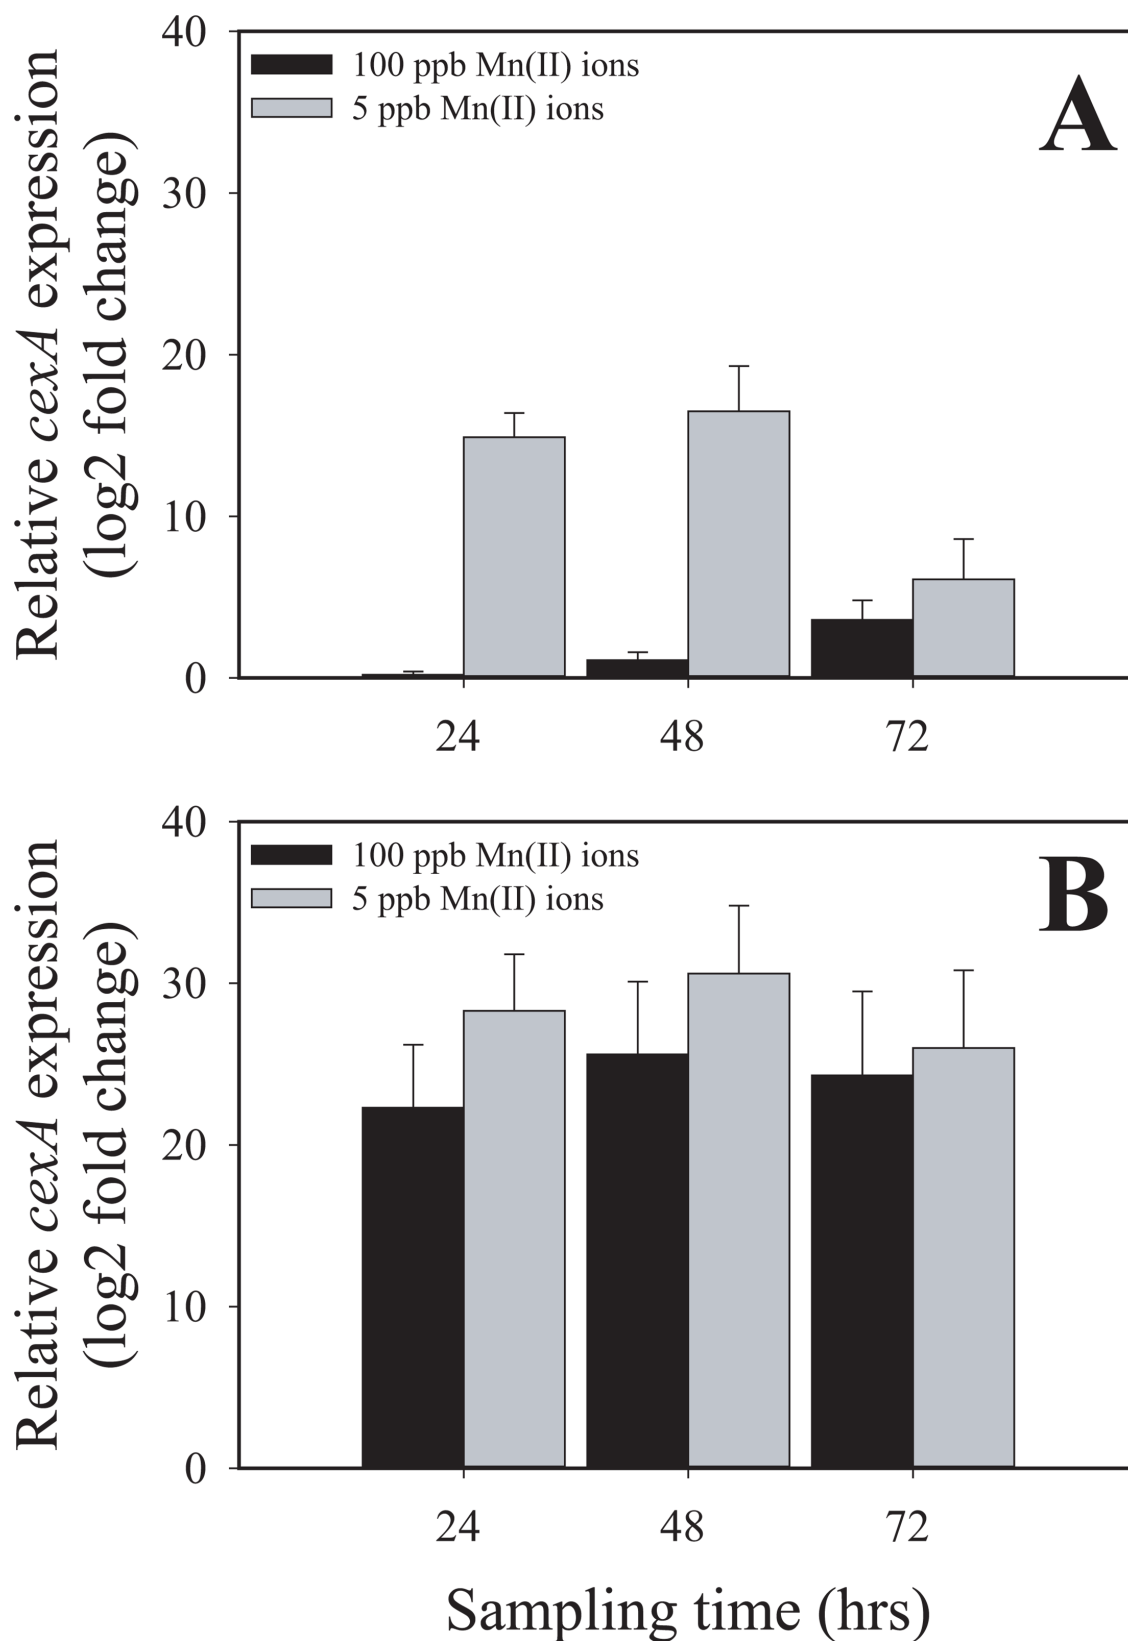 40
100 ppb Mn(II) ions
5 ppb Mn(II) ions
A
30
20
10
0
Relative cexA expression
(log2 fold change)
24 48 72
40
100 ppb Mn(II) ions
5 ppb Mn(II) ions
B
30
20
10
0
Relative cexA expression
(log2 fold change)
24 48 72
Sampling time (hrs)